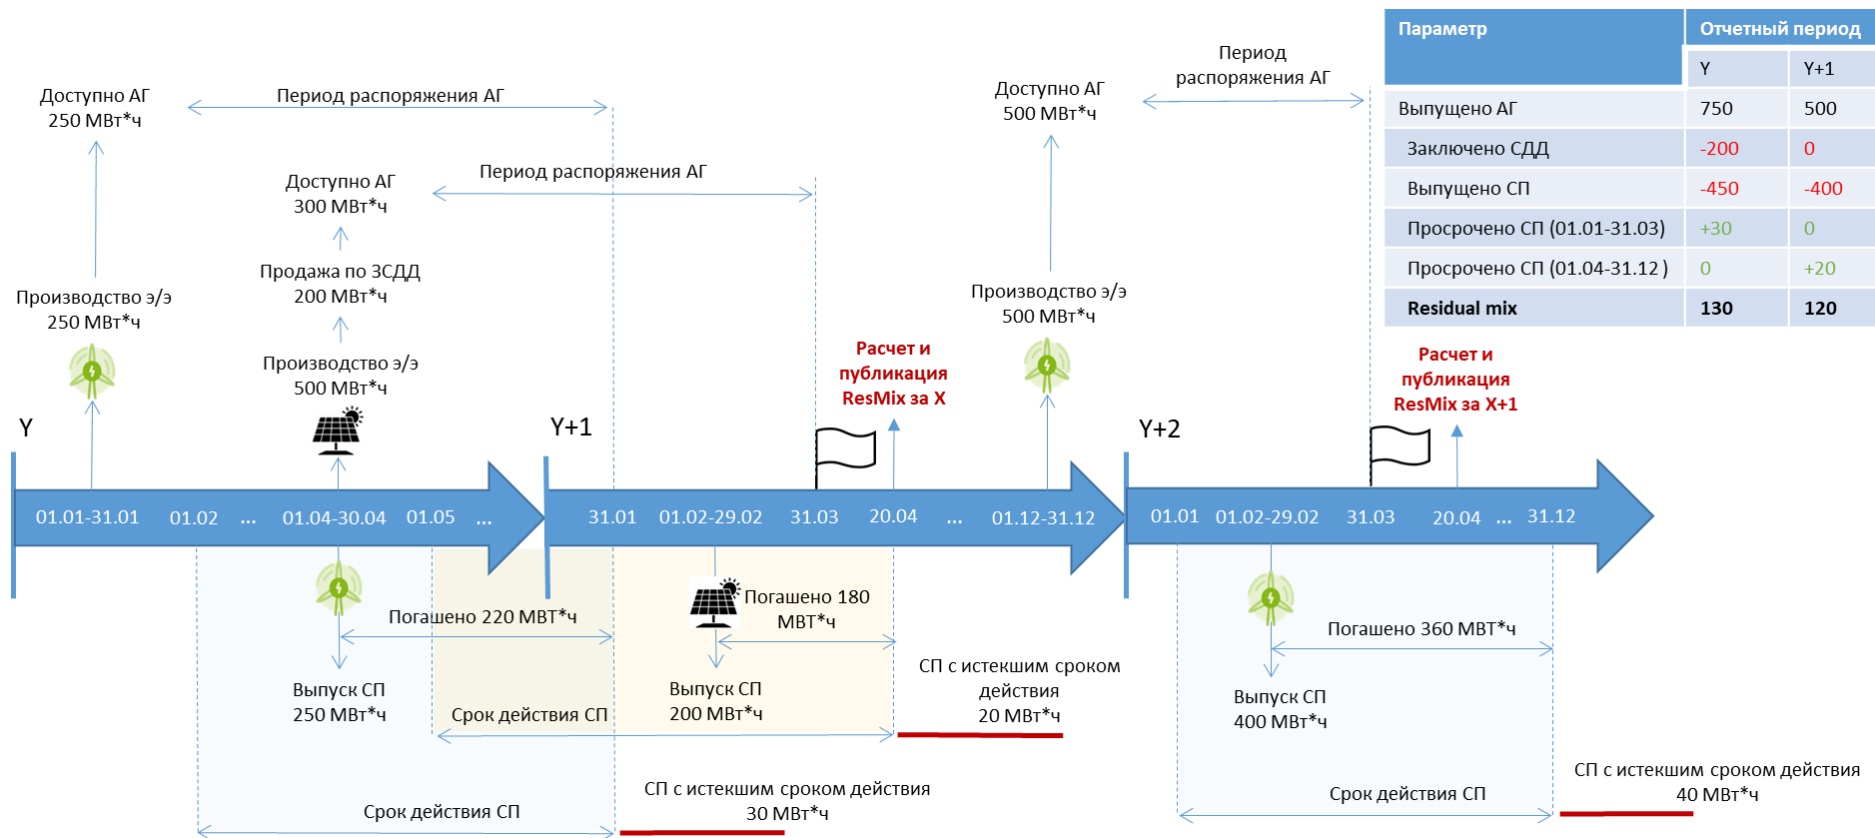 Доступно АГ
250 МВт*ч
Период распоряжения АГ
Производство э/э
250 МВт*ч
Доступно АГ
300 МВт*ч
Период распоряжения АГ
Продажа по ЗСДД
200 МВт*ч
Производство э/э
500 МВт*ч
Доступно АГ
500 МВт*ч
Период
распоряжения АГ
Производство э/э
500 МВт*ч
Расчет и
публикация
ResMix за X
Расчет и
публикация
ResMix за X+1
Параметр Отчетный период
Y Y+1
Выпущено АГ 750 500
Заключено СДД -200 0
Выпущено СП -450 -400
Просрочено СП (01.01-31.03) +30 0
Просрочено СП (01.04-31.12 ) 0 +20
Residual mix 130 120
Y
Y+1
Y+2
01.01-31.01 01.02 ... 01.04-30.04 01.05 ... 31.01 01.02-29.02 31.03 20.04 ... 01.12-31.12 01.01 01.02-29.02 31.03 20.04 ... 31.12
Погашено 220 МВТ*ч
Выпуск СП
250 МВт*ч
Срок действия СП
Погашено 180
МВТ*ч
Выпуск СП
200 МВт*ч
Срок действия СП
СП с истекшим сроком
действия
20 МВт*ч
СП с истекшим сроком действия
30 МВт*ч
Погашено 360 МВТ*ч
Выпуск СП
400 МВт*ч
Срок действия СП
СП с истекшим сроком действия
40 МВт*ч